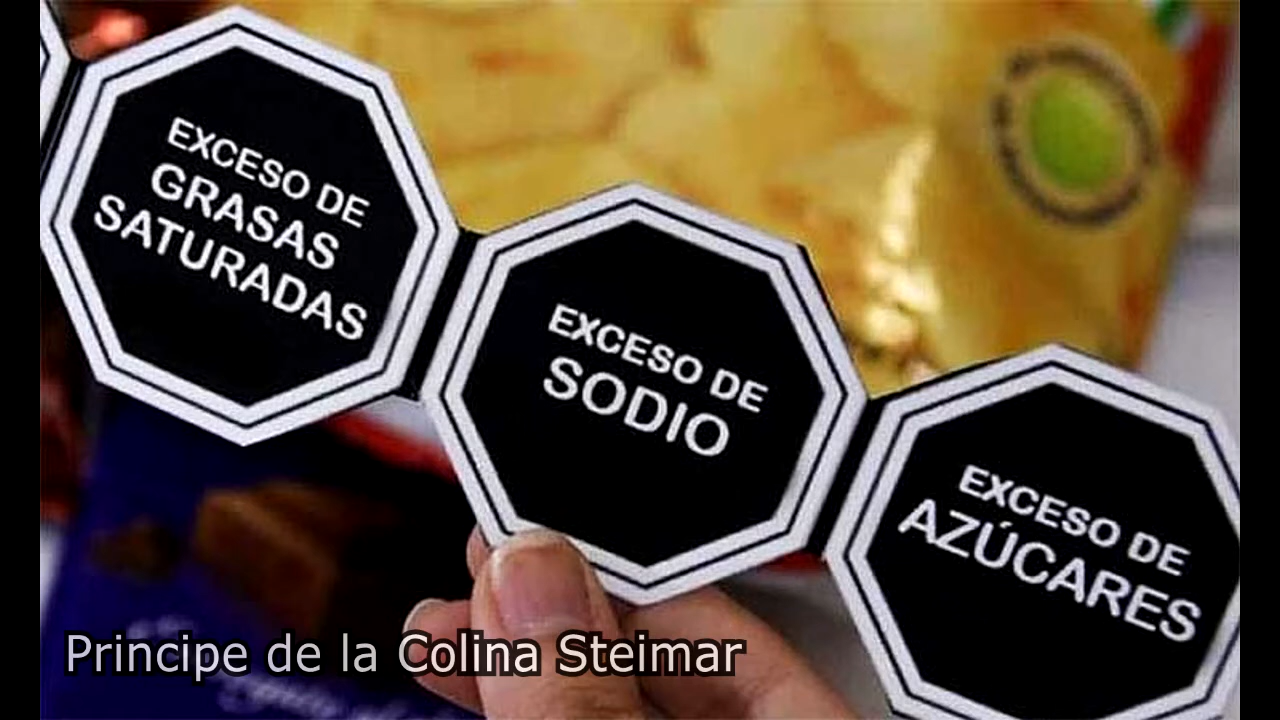 EXCESO DE
GRASAS
SATURADAS
EXCESO DE
SODIO
EXCESO DE
AZÚCARES
Principe de la Colina Steimar